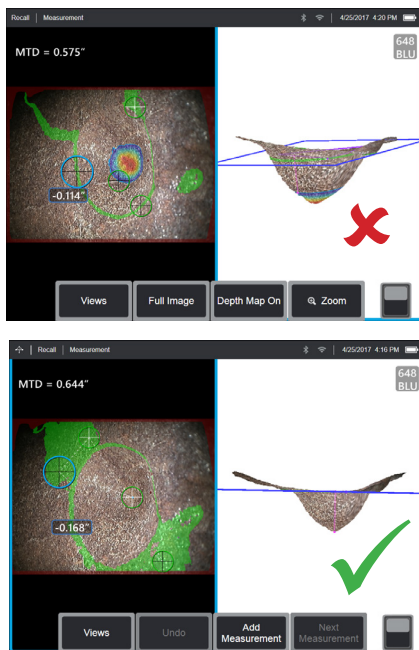 Recall | Measurement 4/25/2017 4:20 PM
648
BLU
MTD = 0.575″
-0.114″
Views Full Image Depth Map On Zoom
Recall | Measurement 4/25/2017 4:16 PM
648
BLU
MTD = 0.644″
-0.168″
Views Undo Add Measurement Next Measurement